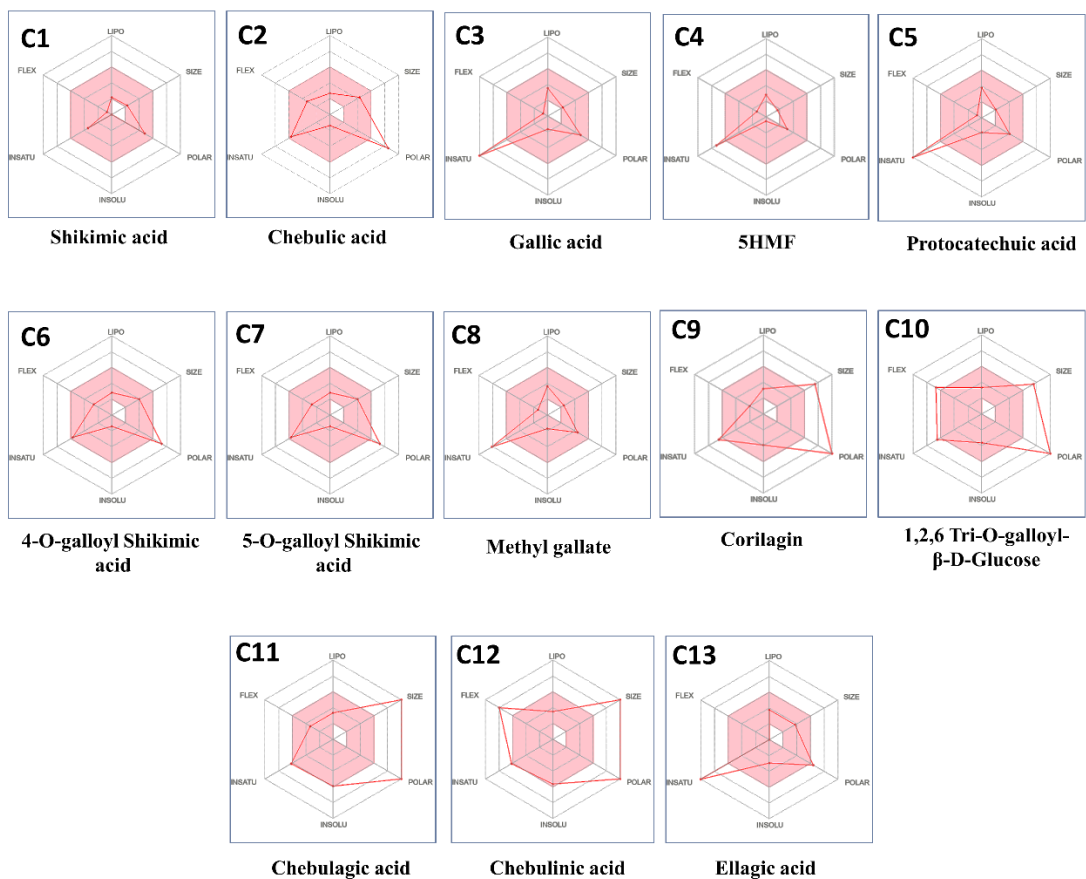 C1
LIPO
FLEX
SIZE
INSATU
POLAR
INSOLU
Shikimic acid
C2
LIPO
FLEX
SIZE
INSATU
POLAR
INSOLU
Chebulic acid
C3
LIPO
FLEX
SIZE
INSATU
POLAR
INSOLU
Gallic acid
C4
LIPO
FLEX
SIZE
INSATU
POLAR
INSOLU
5HMF
C5
LIPO
FLEX
SIZE
INSATU
POLAR
INSOLU
Protocatechuic acid
C6
LIPO
FLEX
SIZE
INSATU
POLAR
INSOLU
4-O-galloyl Shikimic
acid
C7
LIPO
FLEX
SIZE
INSATU
POLAR
INSOLU
5-O-galloyl Shikimic
acid
C8
LIPO
FLEX
SIZE
INSATU
POLAR
INSOLU
Methyl gallate
C9
LIPO
FLEX
SIZE
INSATU
POLAR
INSOLU
Corilagin
C10
LIPO
FLEX
SIZE
INSATU
POLAR
INSOLU
1,2,6 Tri-O-galloyl-
β-D-Glucose
C11
LIPO
FLEX
SIZE
INSATU
POLAR
INSOLU
Chebulagic acid
C12
LIPO
FLEX
SIZE
INSATU
POLAR
INSOLU
Chebulinic acid
C13
LIPO
FLEX
SIZE
INSATU
POLAR
INSOLU
Ellagic acid